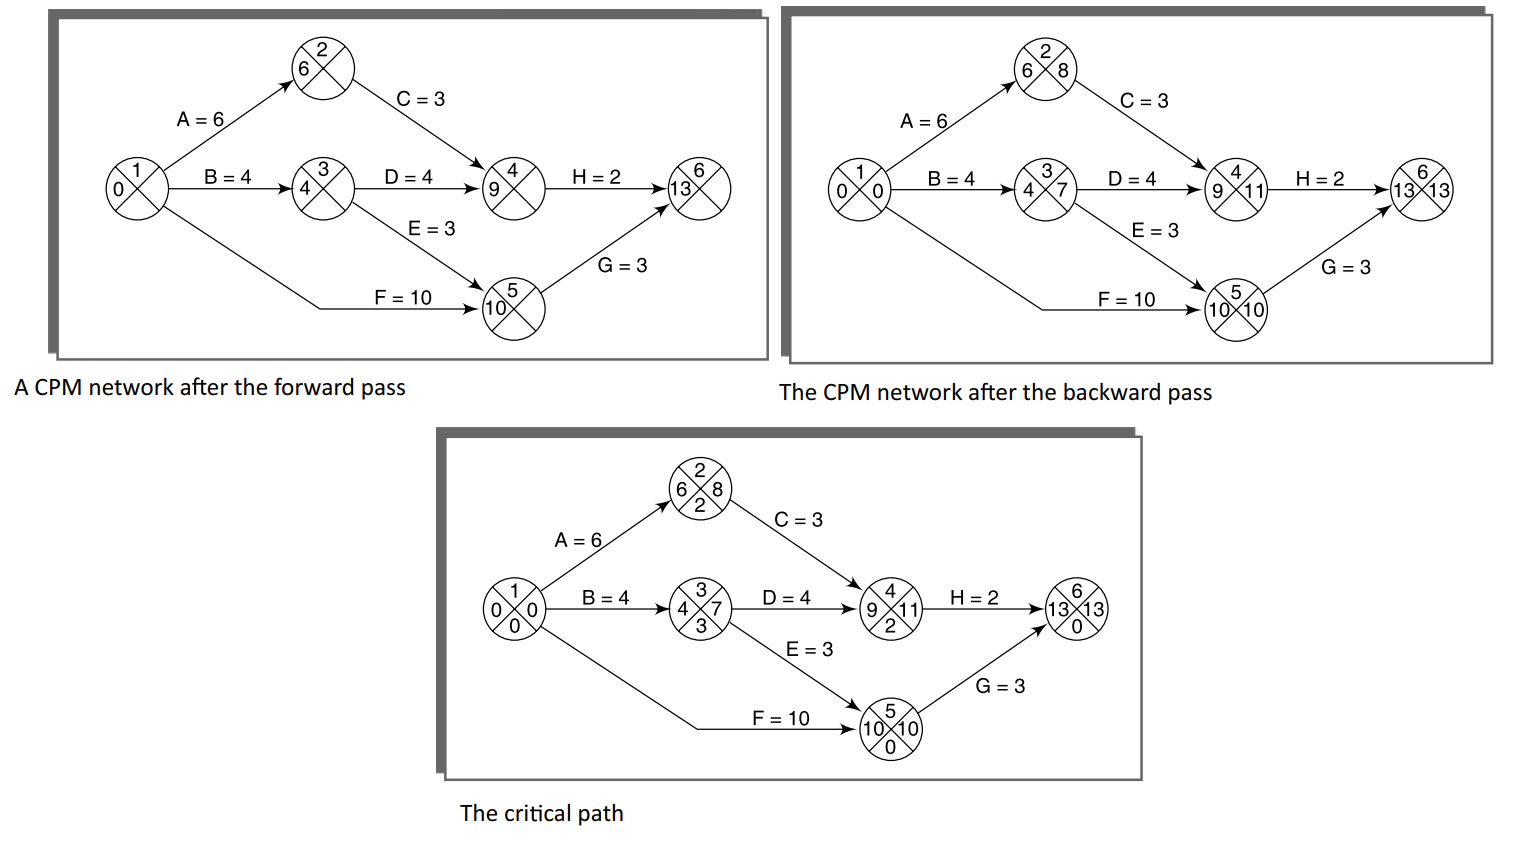 2
6
C = 3
A = 6
1
0
B = 4
3
4
D = 4
4
9
H = 2
6
13
E = 3
G = 3
F = 10
5
10
A CPM network after the forward pass
2
6 8
C = 3
A = 6
1
0 0
B = 4
3
4 7
D = 4
4
9 11
H = 2
6
13 13
E = 3
G = 3
F = 10
5
10 10
The CPM network after the backward pass
2
6 8
2
C = 3
A = 6
1
0 0
0
B = 4
3
4 7
3
D = 4
4
9 11
2
H = 2
6
13 13
0
E = 3
G = 3
F = 10
5
10 10
0
The critical path